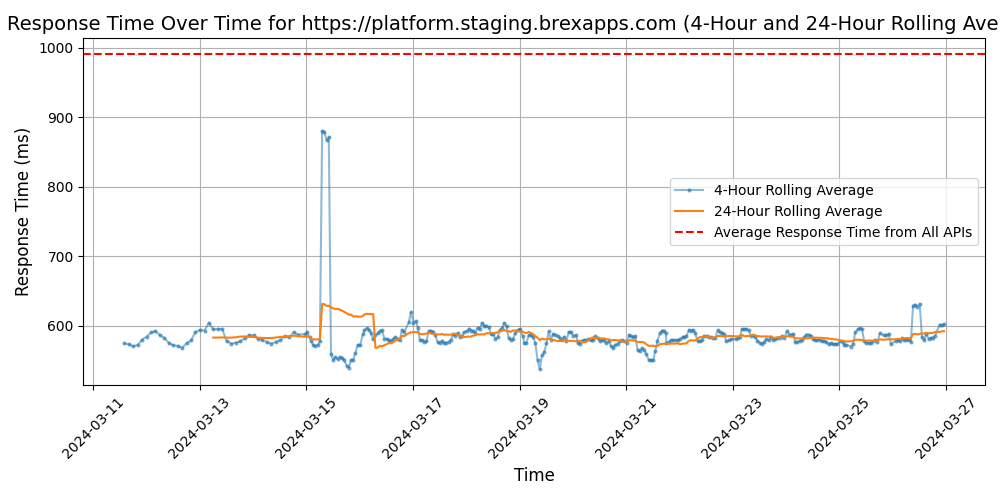 Response Time Over Time for https://platform.staging.brexapps.com (4-Hour and 24-Hour Rolling Ave
Response Time (ms)
1000
900
800
700
600
4-Hour Rolling Average
24-Hour Rolling Average
Average Response Time from All APIs
2024-03-11
2024-03-13
2024-03-15
2024-03-17
2024-03-19
2024-03-21
2024-03-23
2024-03-25
2024-03-27
Time